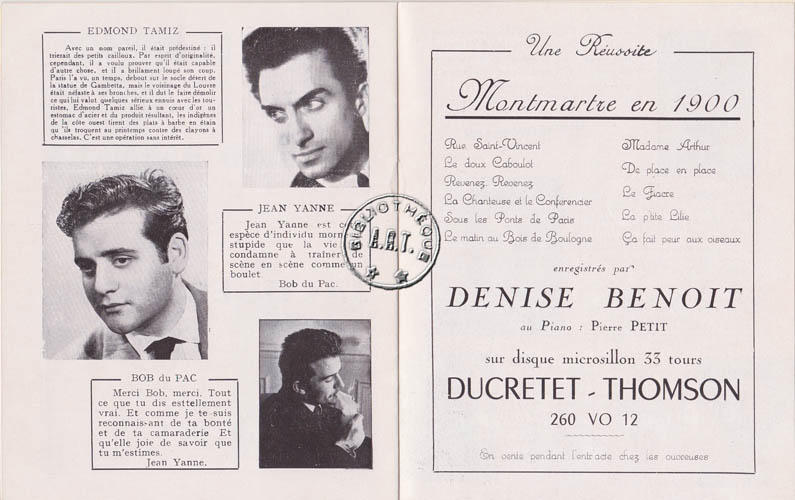 EDMOND TAMIZ
Avec un nom pareil, il était prédestiné : il
trierait des petits cailloux. Par esprit d'originalité,
cependant, il a voulu prouver qu'il était capable
d'autre chose, et il a brillament loupé son coup.
Paris l'a vu, un temps, debout sur le socle désert de
la statue de Gambetta, mais le voisinage du Louvre
était néfaste à ses bronches, et il dut le faire démolir
ce qui lui valut quelques sérieux ennuis avec les tou-
ristes, Edmond Tamiz allie à un cœur d'or un
estomac d'acier et du produit résultant, les indigènes
de la côte ouest tirent des plats à barbe en étain
qu'ils troquent au printemps contre des clayons à
chasselas. C'est une opération sans intérêt.
JEAN YANNE
Jean Yanne est
espèce d'individu
stupide que la vie
condamne à traîner de
scène en scène comme un
boulet.
Bob du Pac.
BOB du PAC
Merci Bob, merci. Tout
ce que tu dis esttellement
vrai. Et comme je te-suis
reconnais-ant de ta bonté
et de ta camaraderie Et
qu'elle joie de savoir que
tu m'estimes.
Jean Yanne.
BIBLIOTHÈQUE
A.R.T.
Une Réussite
Montmartre en 1900
Rue Saint-Vincent
Le doux Caboulot
Revenez Revenez
La Chanteuse et le Conferencier
Sous les Ponts de Paris
Le matin au Bois de Boulogne
Madame Arthur
De place en place
Le Fiacre
La p'tite Lilie
Ça fait peur aux oiseaux
enregistrés par
DENISE BENOIT
au Piano : Pierre PETIT
sur disque microsillon 33 tours
DUCRETET - THOMSON
260 VO 12
En vente pendant l'entracte chez les ouvreuses